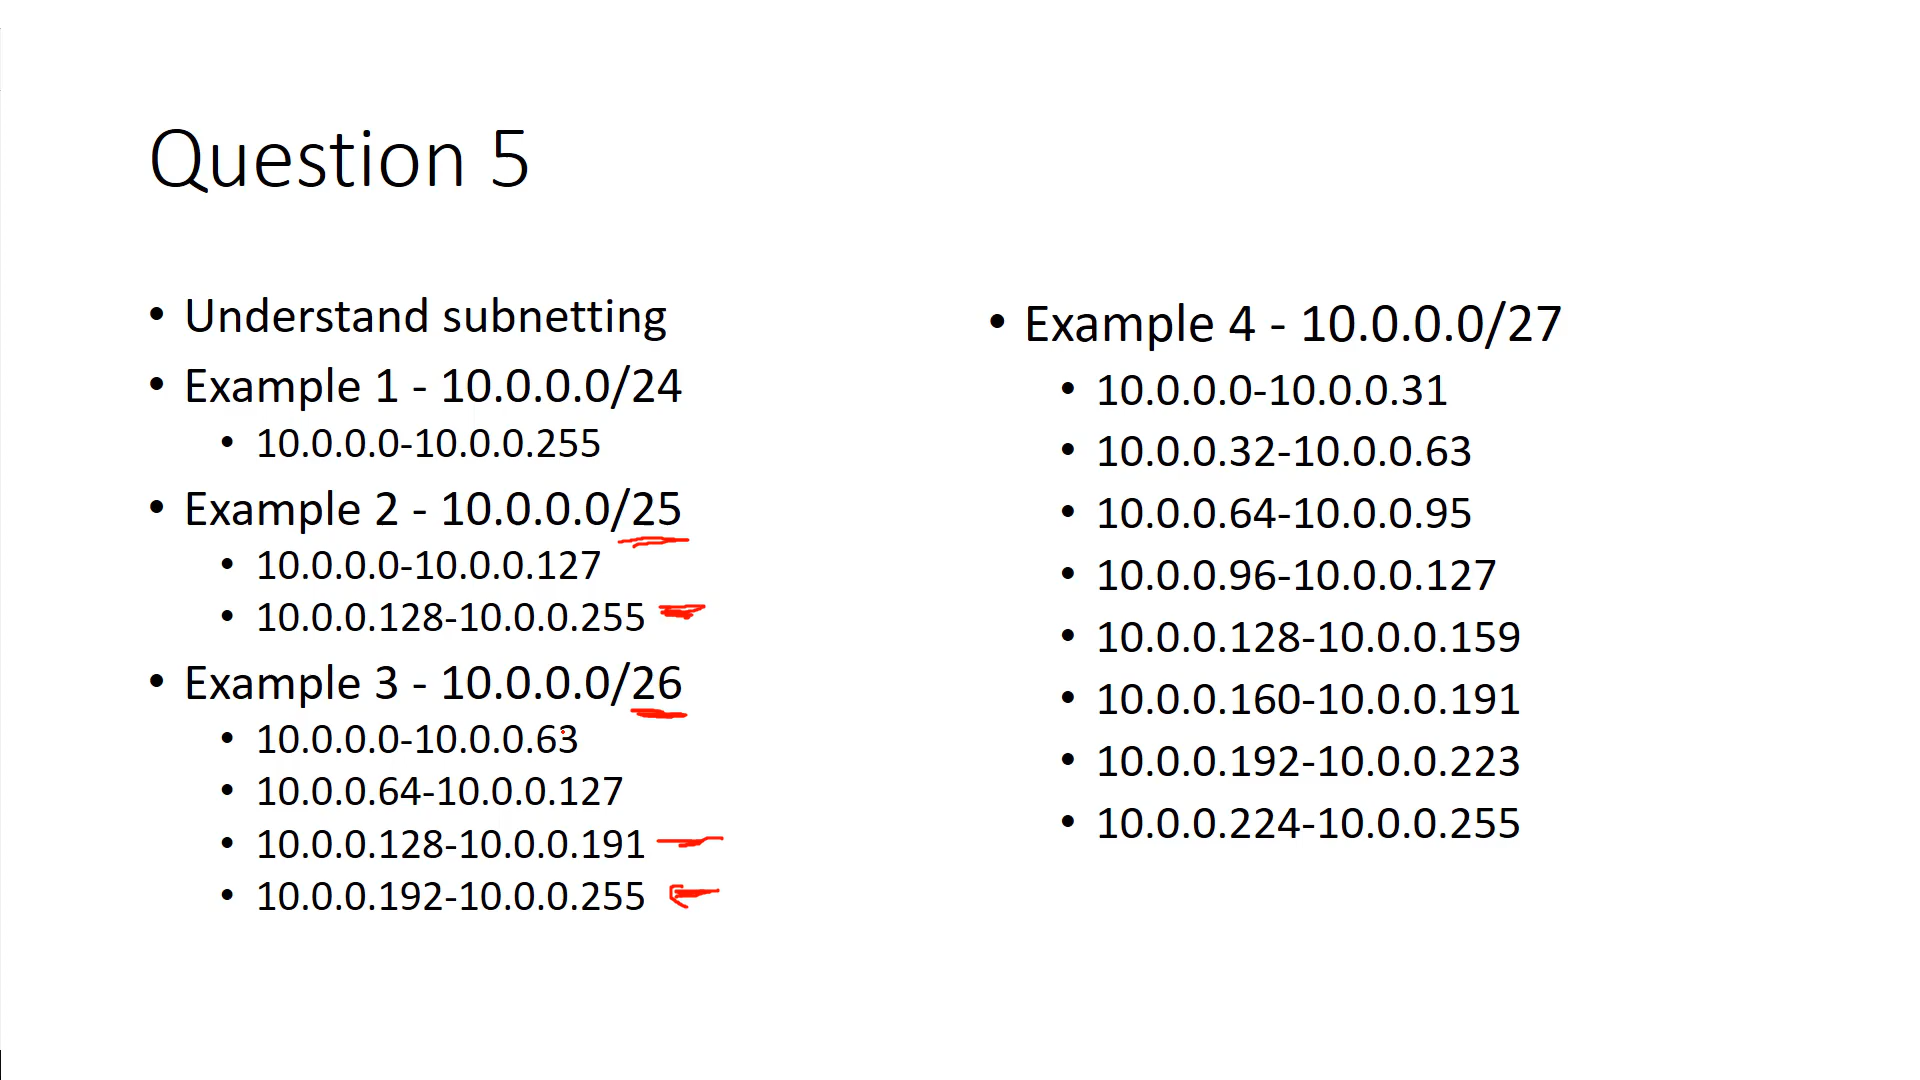 Question 5
• Understand subnetting
• Example 1 - 10.0.0.0/24
• 10.0.0.0-10.0.0.255
• Example 2 - 10.0.0.0/25
• 10.0.0.0-10.0.0.127
• 10.0.0.128-10.0.0.255
• Example 3 - 10.0.0.0/26
• 10.0.0.0-10.0.0.63
• 10.0.0.64-10.0.0.127
• 10.0.0.128-10.0.0.191
• 10.0.0.192-10.0.0.255
• Example 4 - 10.0.0.0/27
• 10.0.0.0-10.0.0.31
• 10.0.0.32-10.0.0.63
• 10.0.0.64-10.0.0.95
• 10.0.0.96-10.0.0.127
• 10.0.0.128-10.0.0.159
• 10.0.0.160-10.0.0.191
• 10.0.0.192-10.0.0.223
• 10.0.0.224-10.0.0.255